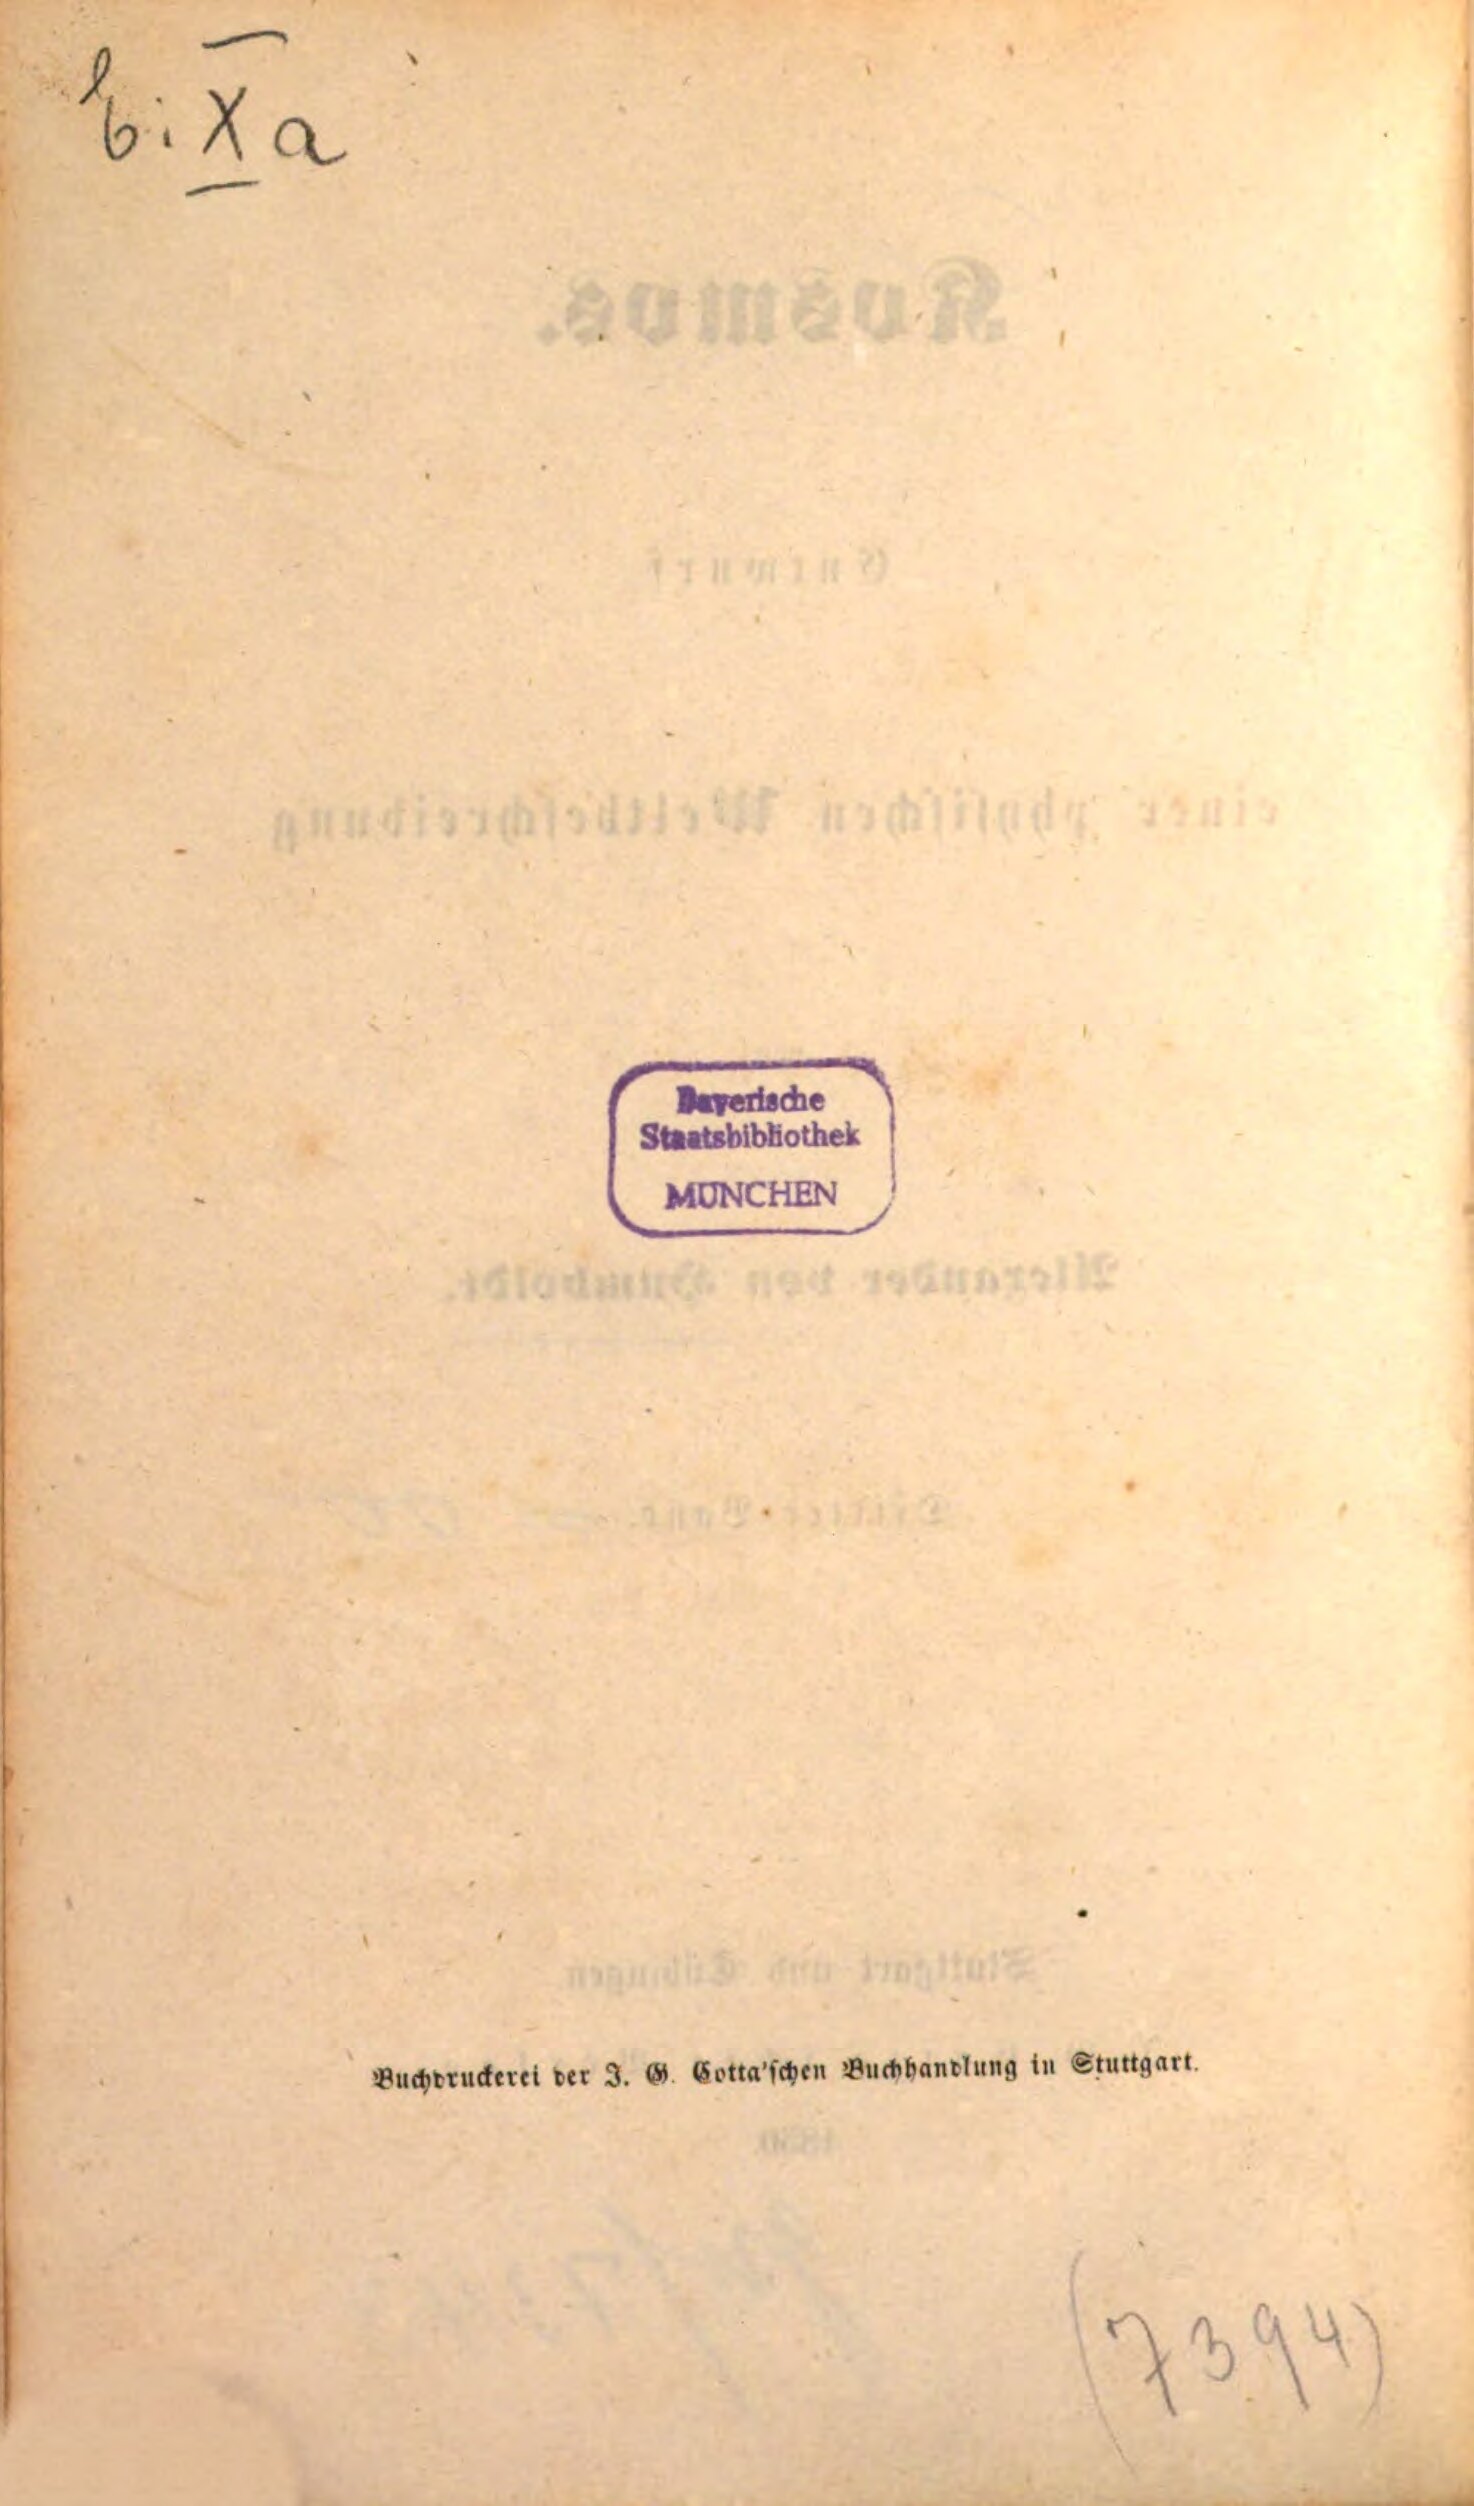 X a
Bayerische
Staatsbibliothek
MÜNCHEN
Buchdruckerei der J. G. Cotta'schen Buchhandlung in Stuttgart.
(7394)